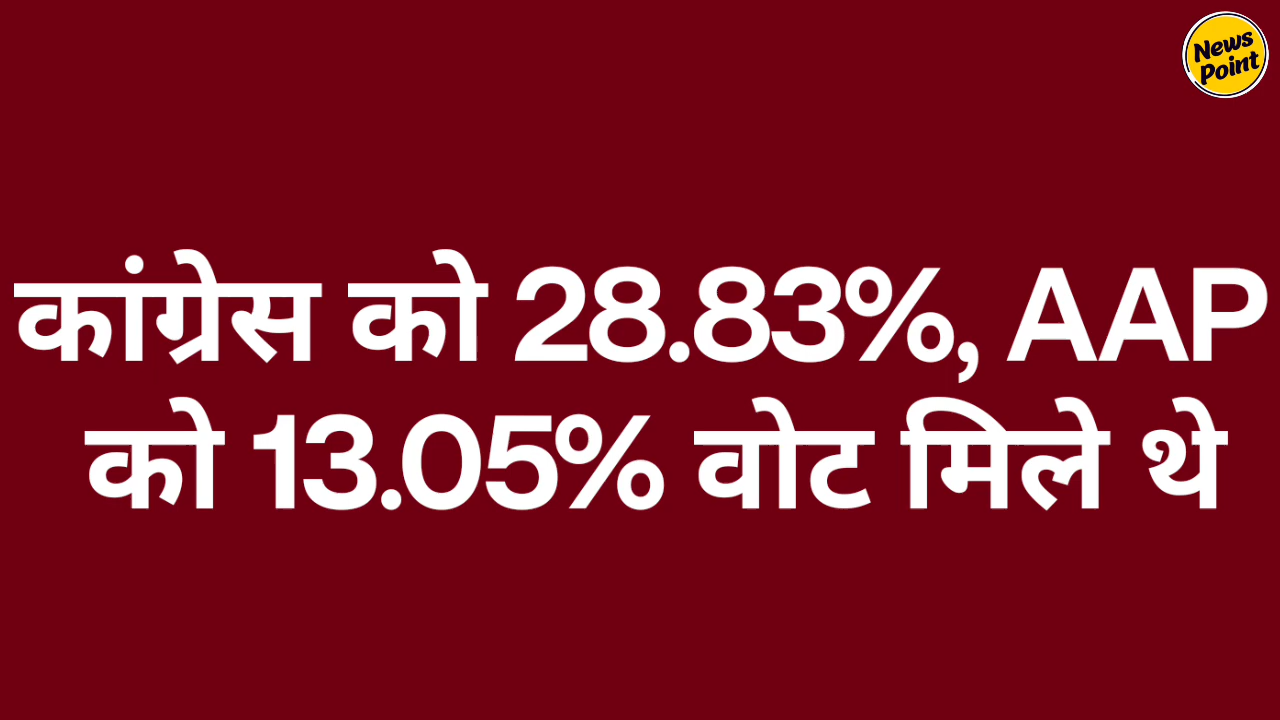 News
Point
कांग्रेस को 28.83%, AAP
को 13.05% वोट मिले थे